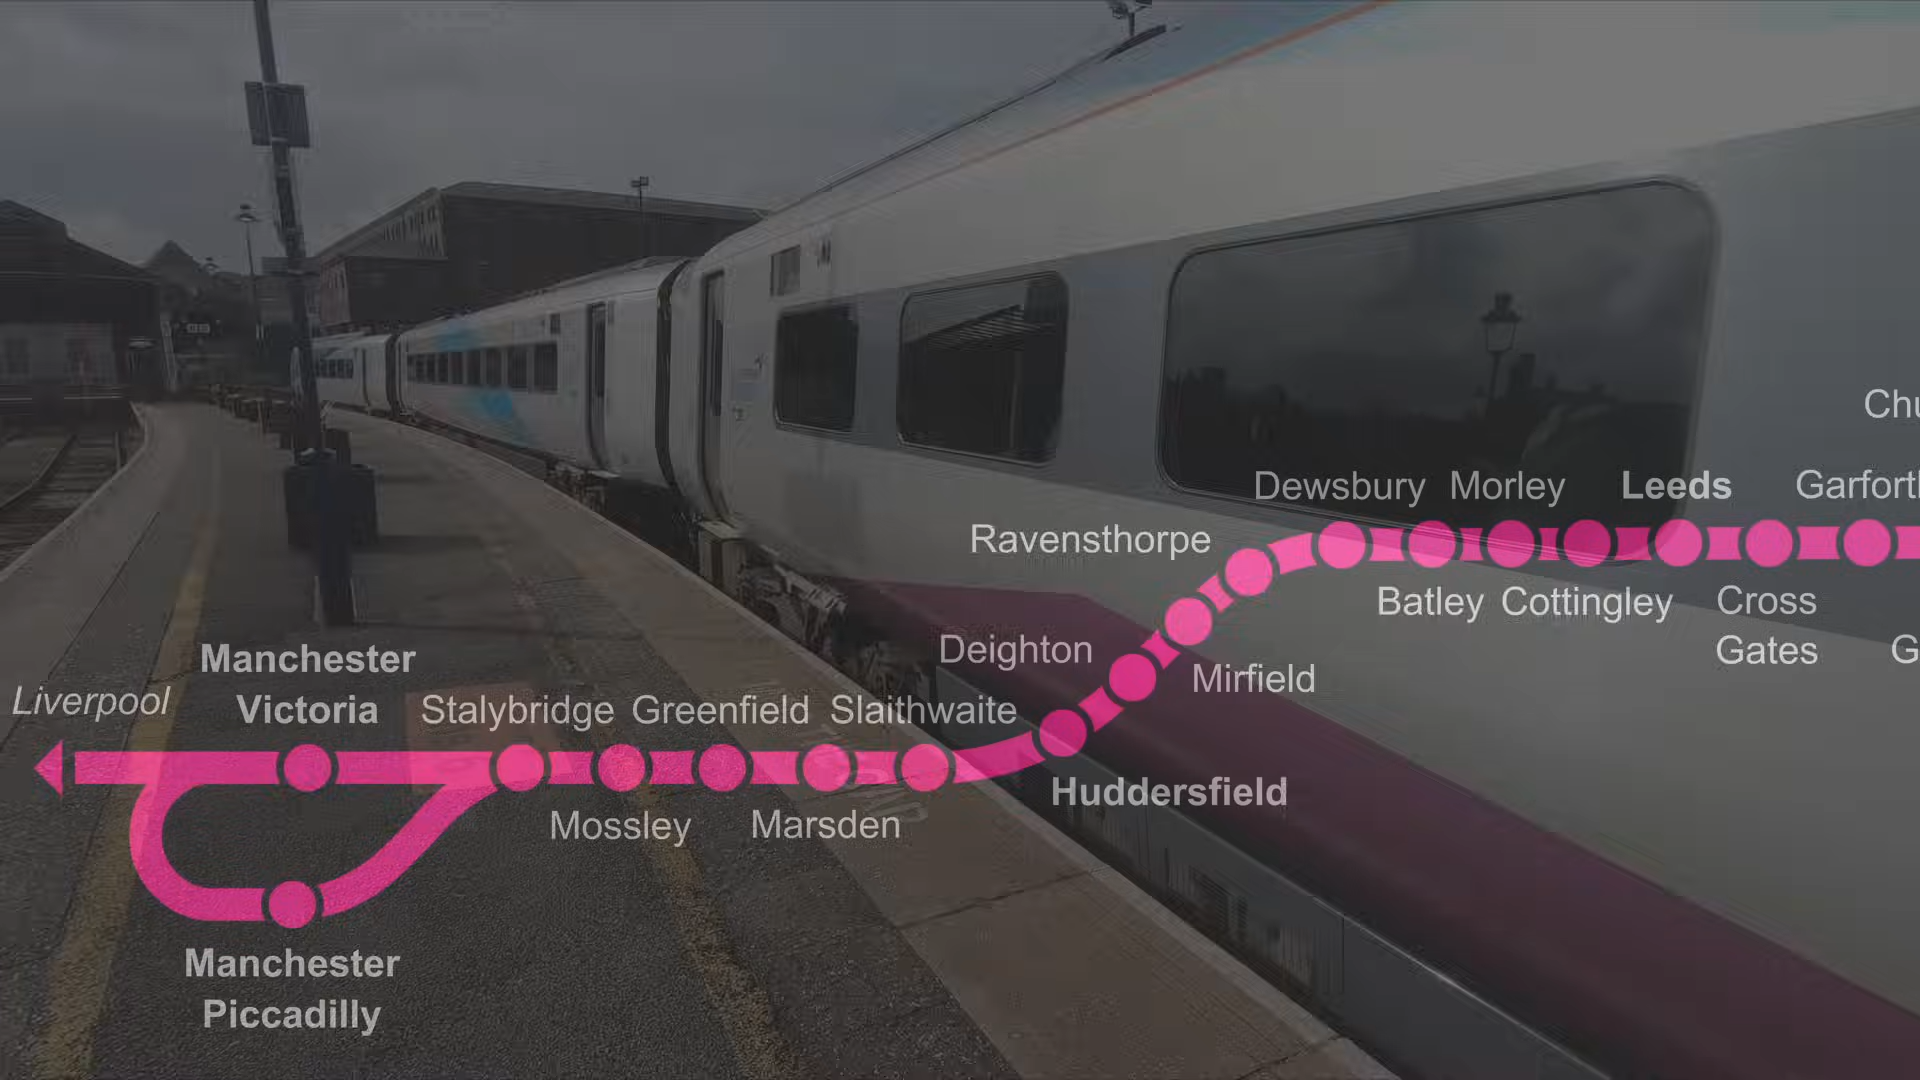 Liverpool
Manchester
Victoria
Manchester
Piccadilly
Stalybridge
Mossley
Greenfield
Marsden
Slaithwaite
Huddersfield
Deighton
Mirfield
Ravensthorpe
Dewsbury
Batley
Morley
Cottingley
Leeds
Cross
Gates
Garforth
Chu
G